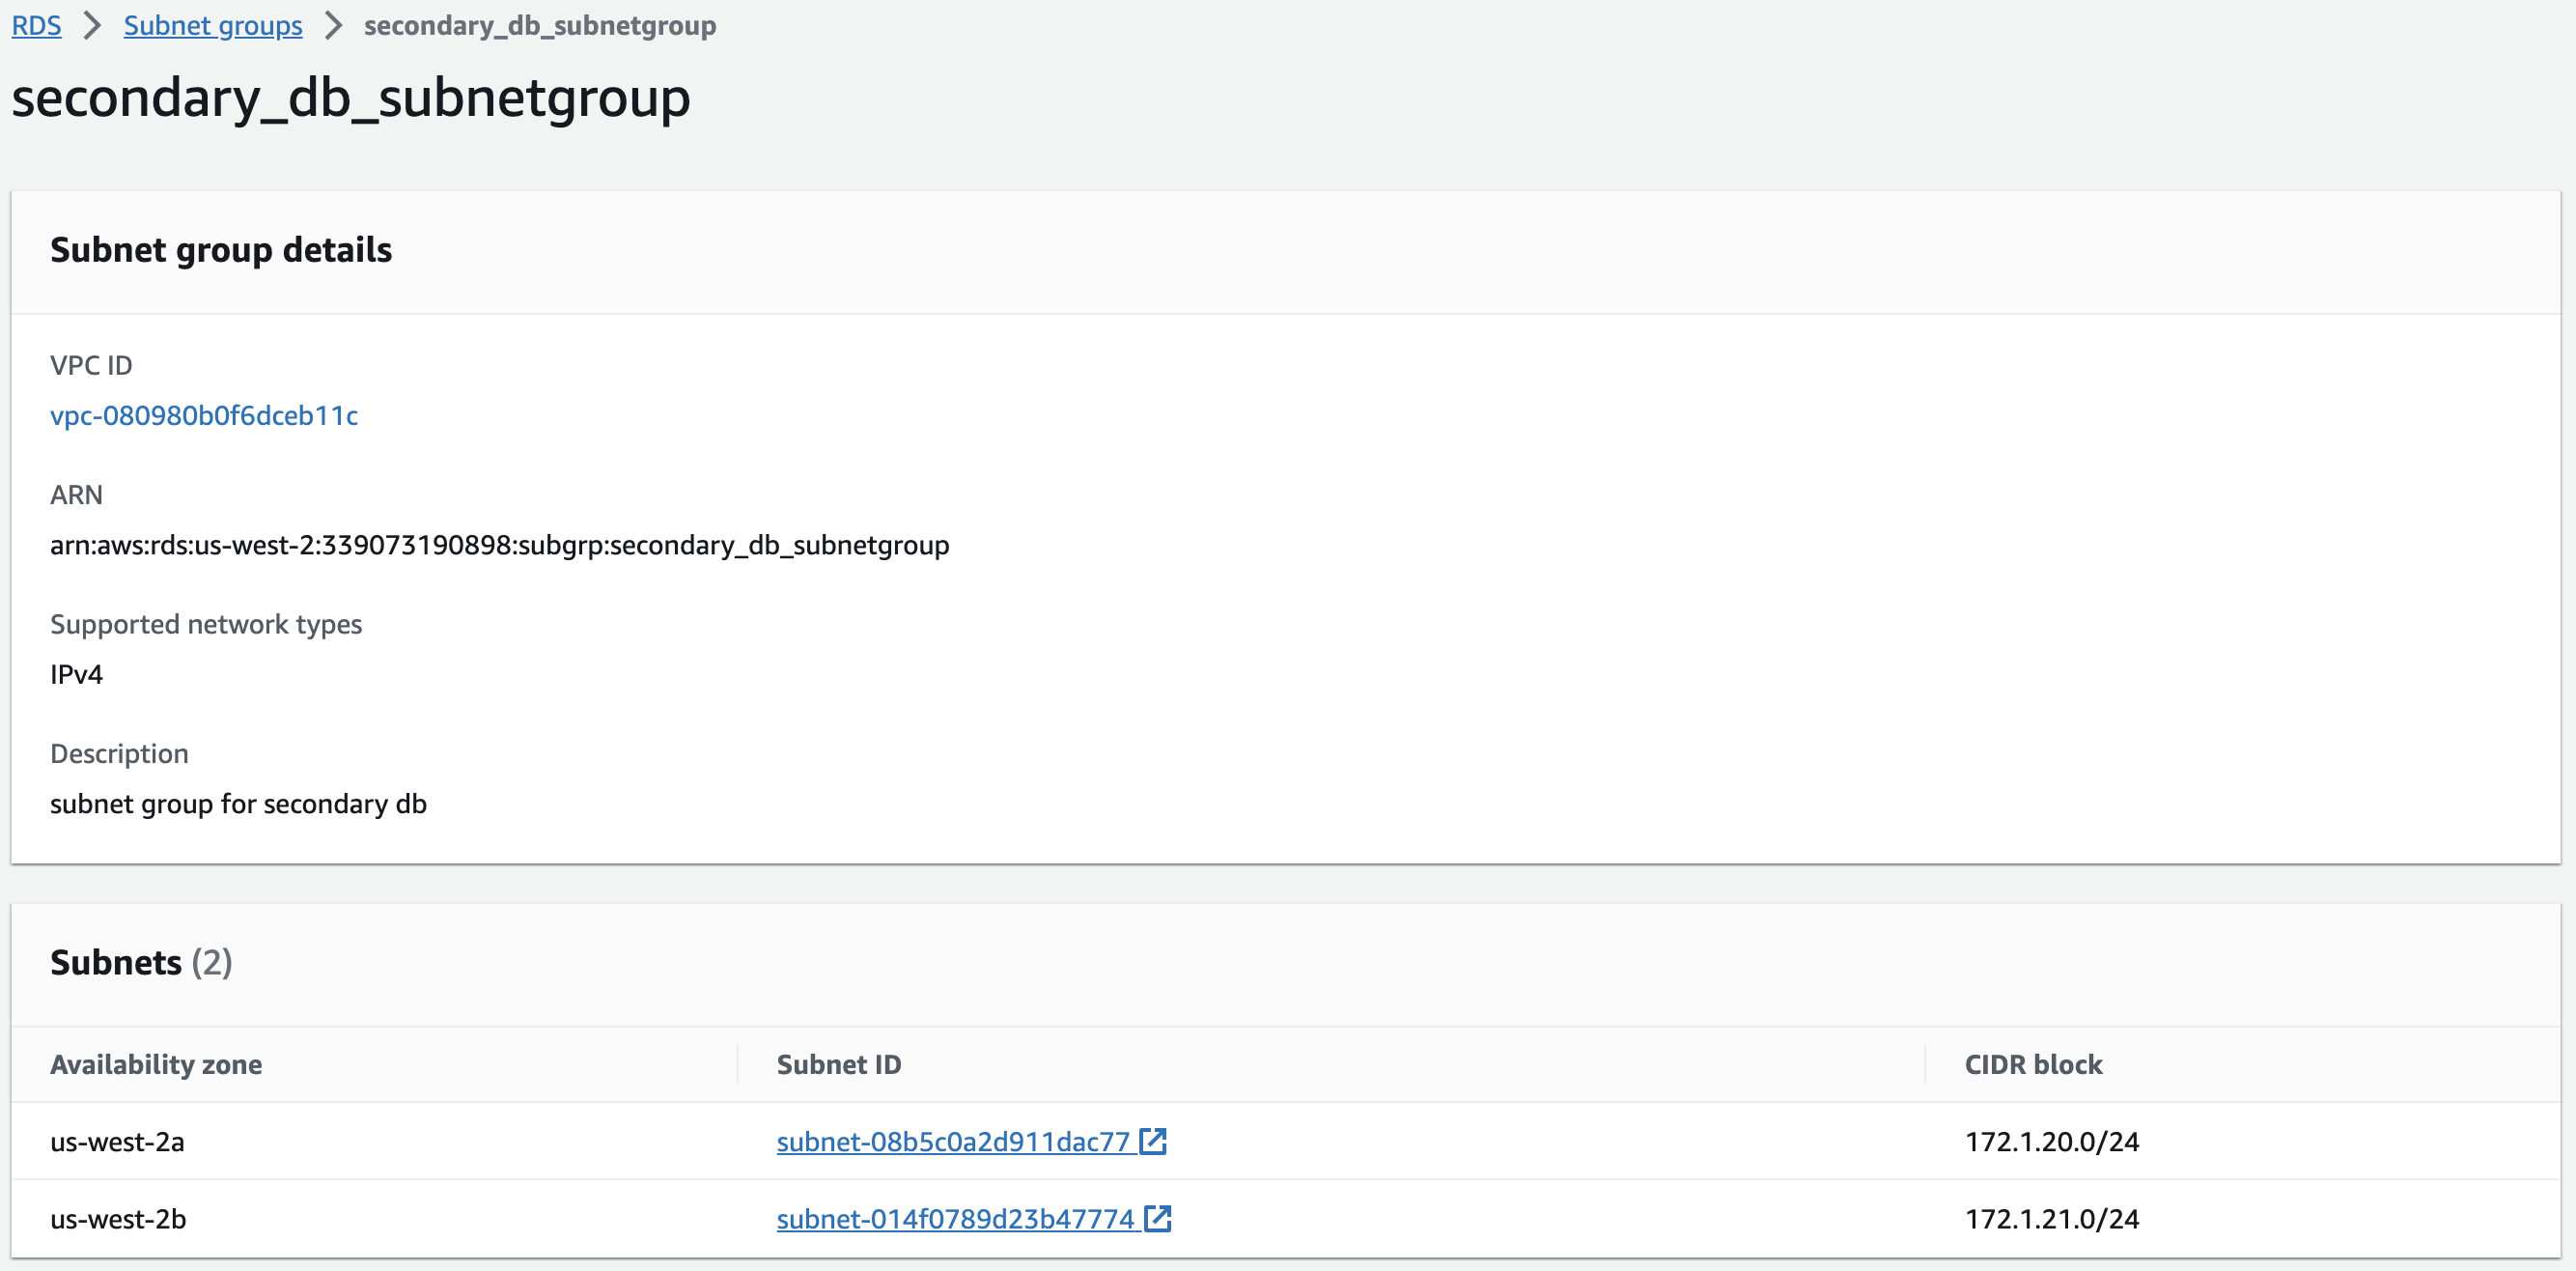 RDS > Subnet groups > secondary_db_subnetgroup
secondary_db_subnetgroup
Subnet group details
VPC ID
vpc-080980b0f6dceb11c
ARN
arn:aws:rds:us-west-2:339073190898:subgrp:secondary_db_subnetgroup
Supported network types
IPv4
Description
subnet group for secondary db
Subnets (2)
Availability zone Subnet ID CIDR block
us-west-2a subnet-08b5c0a2d911dac77 172.1.20.0/24
us-west-2b subnet-014f0789d23b47774 172.1.21.0/24